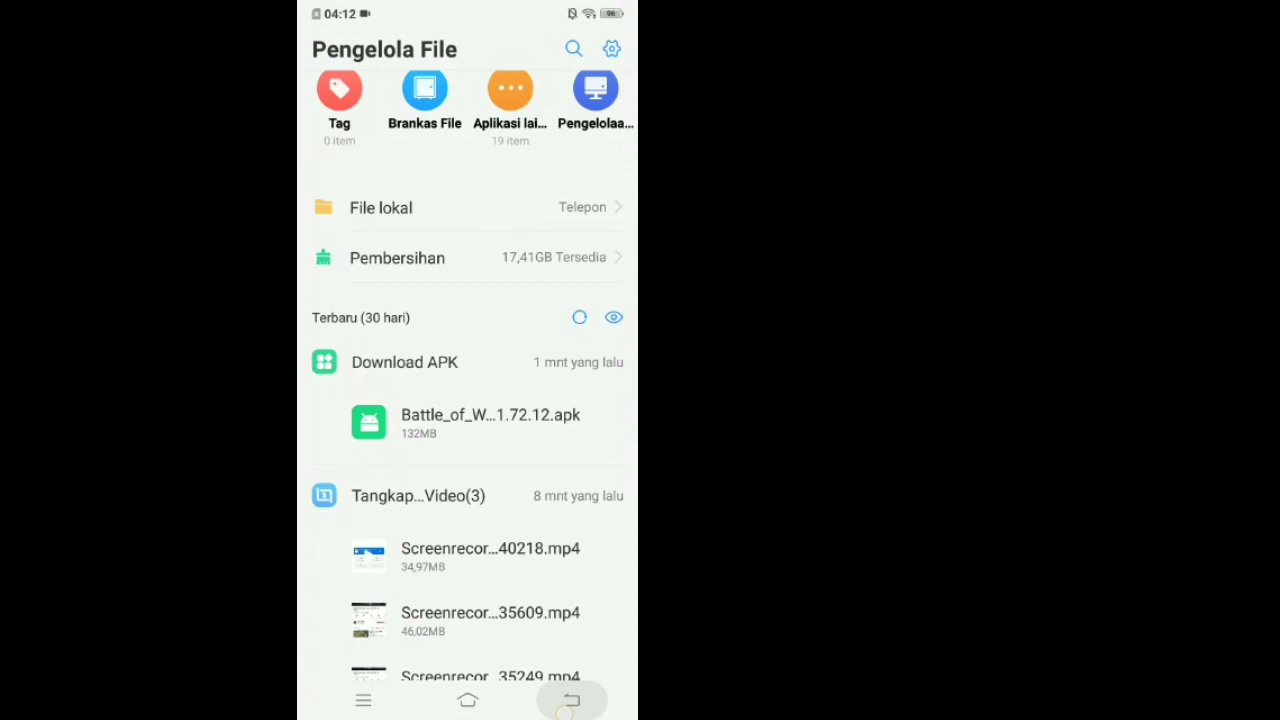 04:12
96
Pengelola File
Tag
Brankas File
Aplikasi lai...
Pengelolaa...
0 item
19 item
File lokal
Telepon
Pembersihan
17,41GB Tersedia
Terbaru (30 hari)
Download APK
1 mnt yang lalu
Battle_of_W...1.72.12.apk
132MB
Tangkap...Video(3)
8 mnt yang lalu
Screenrecor...40218.mp4
34,97MB
Screenrecor...35609.mp4
46,02MB
Screenrecor...35249.mp4